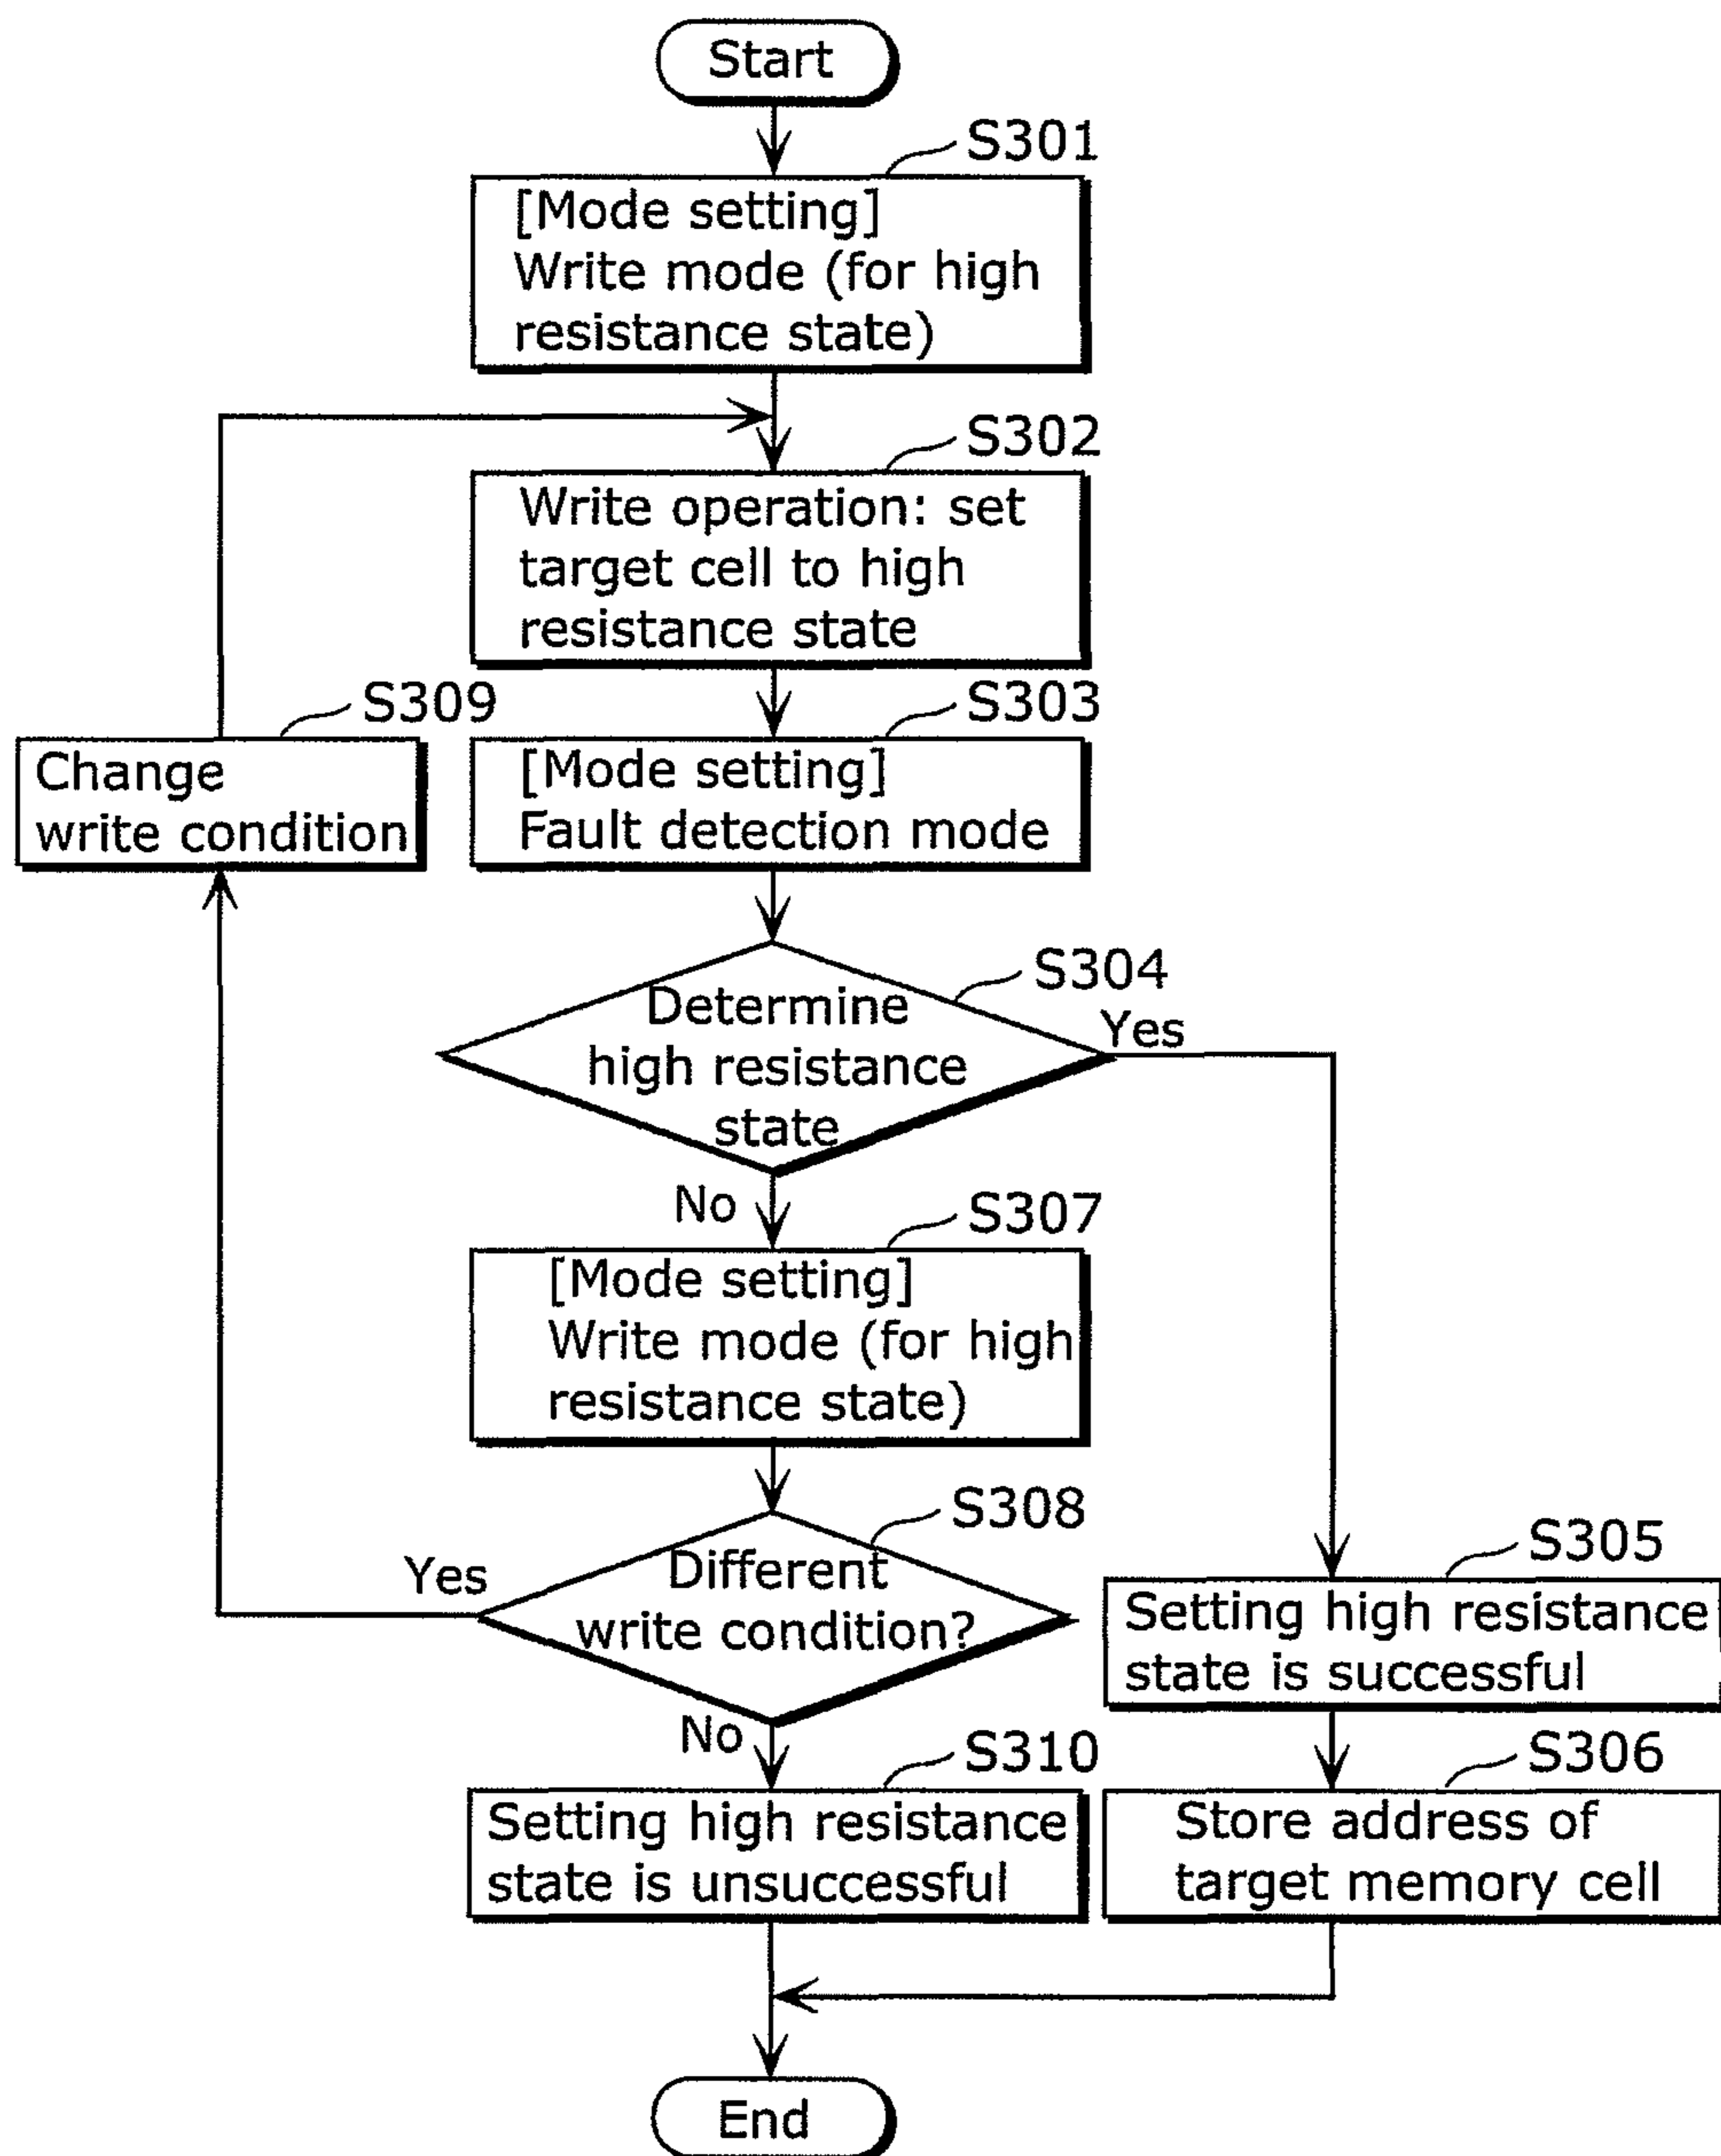 Start
S301
[Mode setting]
Write mode (for high
resistance state)
S302
Write operation: set
target cell to high
resistance state
S309
Change
write condition
S303
[Mode setting]
Fault detection mode
S304
Determine
high resistance
state
Yes
No
S307
[Mode setting]
Write mode (for high
resistance state)
S308
Different
write condition?
Yes
No
S305
Setting high resistance
state is successful
S310
Setting high resistance
state is unsuccessful
S306
Store address of
target memory cell
End